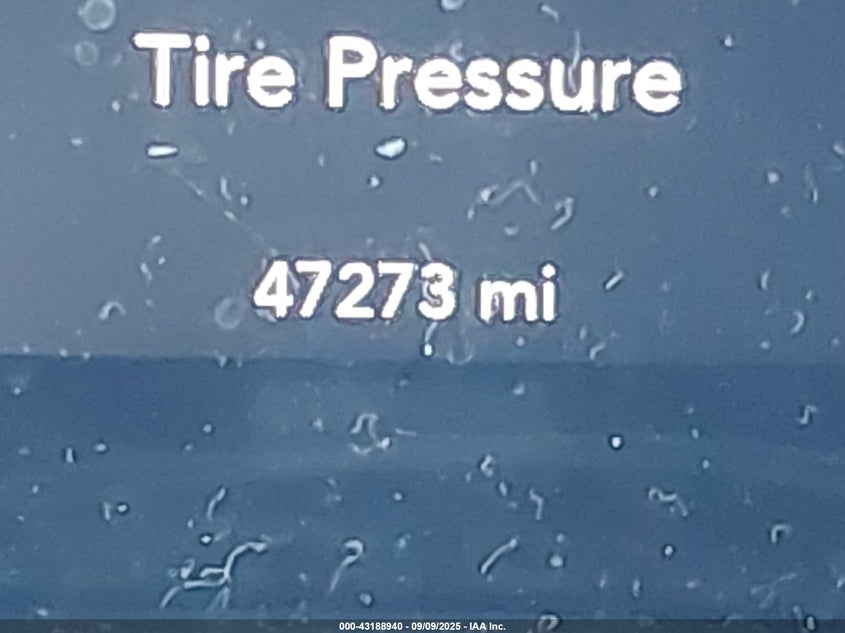 Tire Pressure
47273 mi
000-43188940 - 09/09/2025 - IAA Inc.